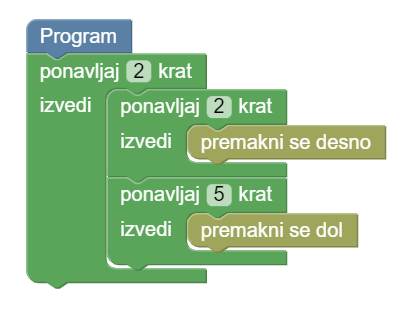 Program
ponavljaj 2 krat
izvedi ponavljaj 2 krat
izvedi premakni se desno
ponavljaj 5 krat
izvedi premakni se dol